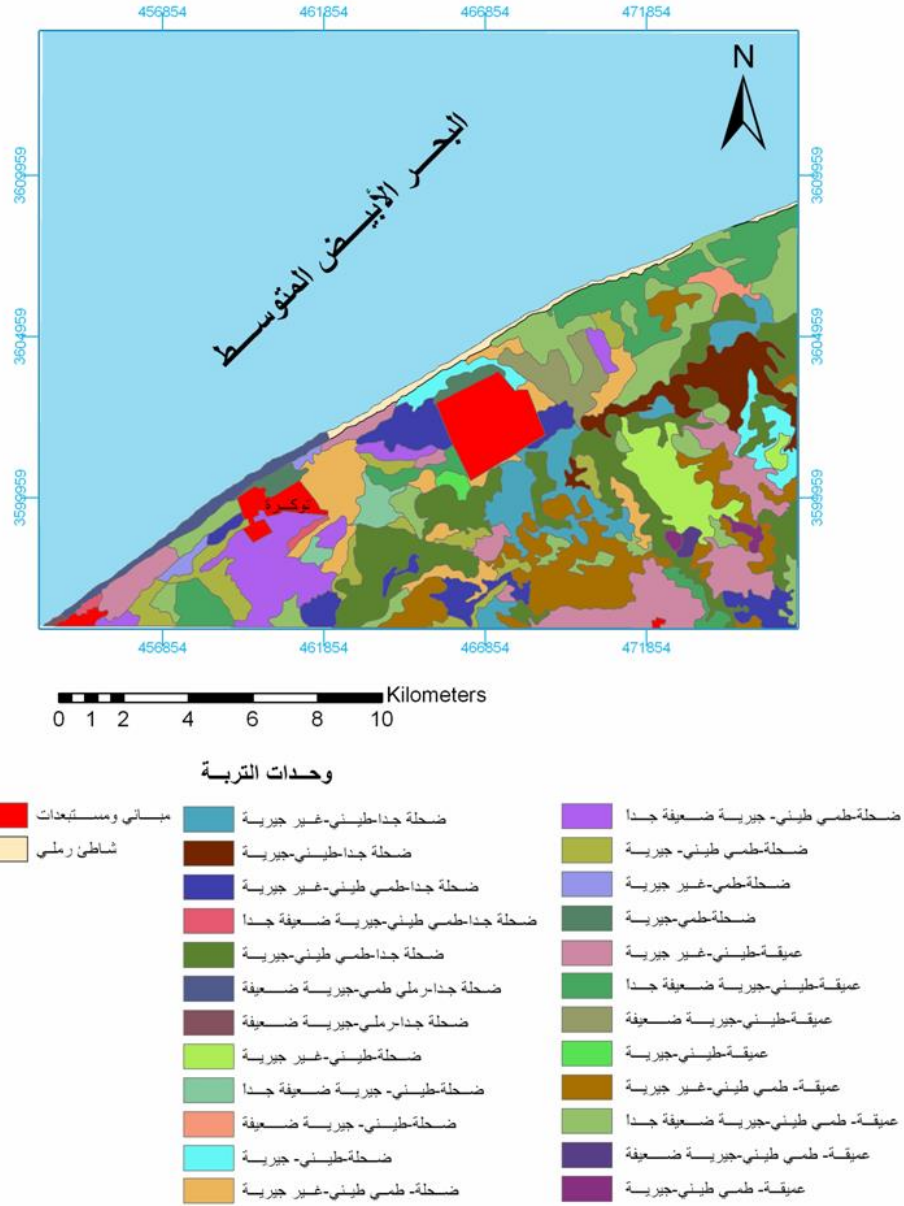 456854 461854 466854 471854
N
3609959 3609959
البحر الأبيض المتوسط
3604959 3604959
3599959 3599959
توكرة
456854 461854 466854 471854
Kilometers
0 1 2 4 6 8 10
وحدات التربة
مباني ومستبعدات
شاطئ رملي
ضحلة جدا-طيني-غير جيرية
ضحلة جدا-طيني-جيرية
ضحلة جدا-طمي طيني-غير جيرية
ضحلة جدا-طمي طيني-جيرية ضعيفة جدا
ضحلة جدا-طمي طيني-جيرية
ضحلة جدا-رملي طمي-جيرية ضعيفة
ضحلة جدا-رملي-جيرية ضعيفة
ضحلة-طيني-غير جيرية
ضحلة-طيني- جيرية ضعيفة جدا
ضحلة-طيني- جيرية ضعيفة
ضحلة-طيني- جيرية
ضحلة- طمي طيني-غير جيرية
ضحلة-طمي طيني- جيرية ضعيفة جدا
ضحلة-طمي طيني- جيرية
ضحلة-طمي-غير جيرية
ضحلة-طمي-جيرية
عميقة-طيني-غير جيرية
عميقة-طيني-جيرية ضعيفة جدا
عميقة-طيني-جيرية ضعيفة
عميقة-طيني-جيرية
عميقة- طمي طيني-غير جيرية
عميقة- طمي طيني-جيرية ضعيفة جدا
عميقة- طمي طيني-جيرية ضعيفة
عميقة- طمي طيني-جيرية